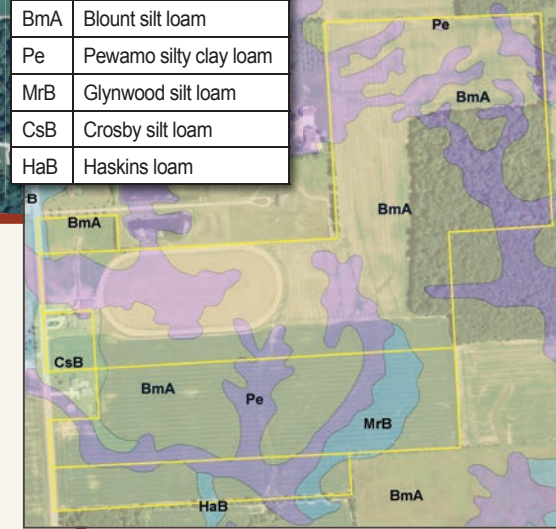 BmA Blount silt loam
Pe Pewamo silty clay loam
MrB Glynwood silt loam
CsB Crosby silt loam
HaB Haskins loam
Pe
BmA
B
BmA
BmA
CsB
BmA
Pe
MrB
HaB
BmA